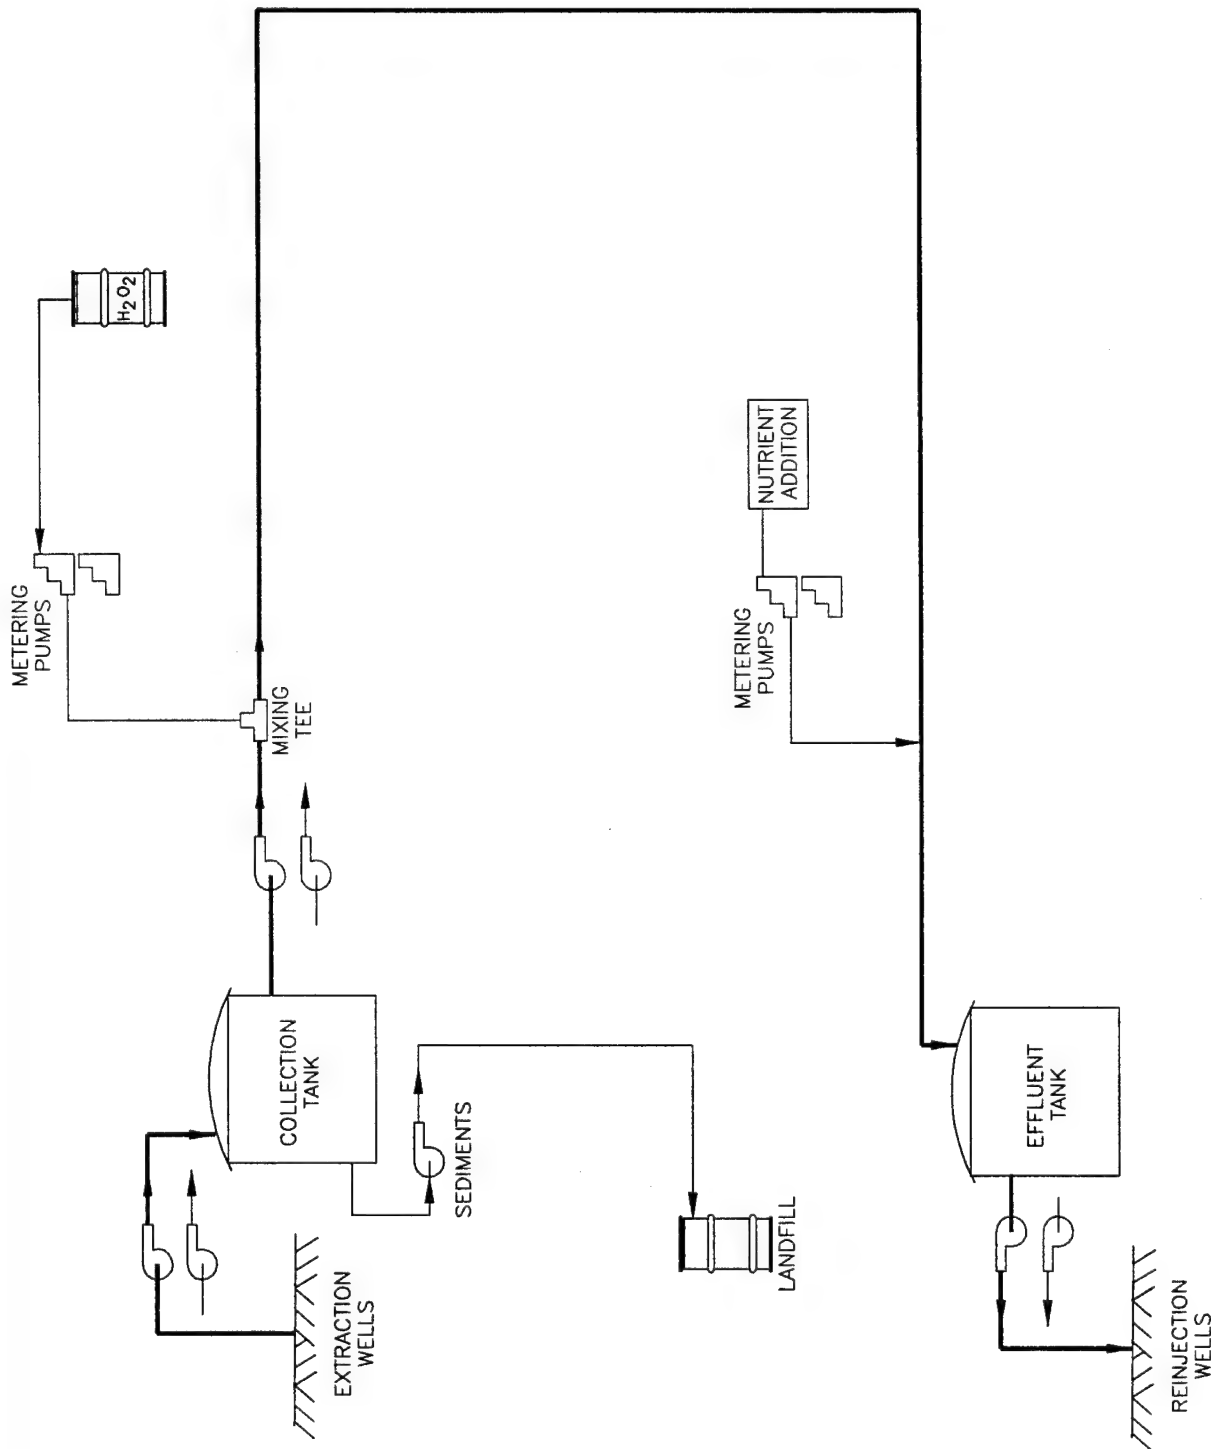 METERING
PUMPS
H2O2
MIXING
TEE
COLLECTION
TANK
SEDIMENTS
EXTRACTION
WELLS
LANDFILL
NUTRIENT
ADDITION
METERING
PUMPS
EFFLUENT
TANK
REINJECTION
WELLS